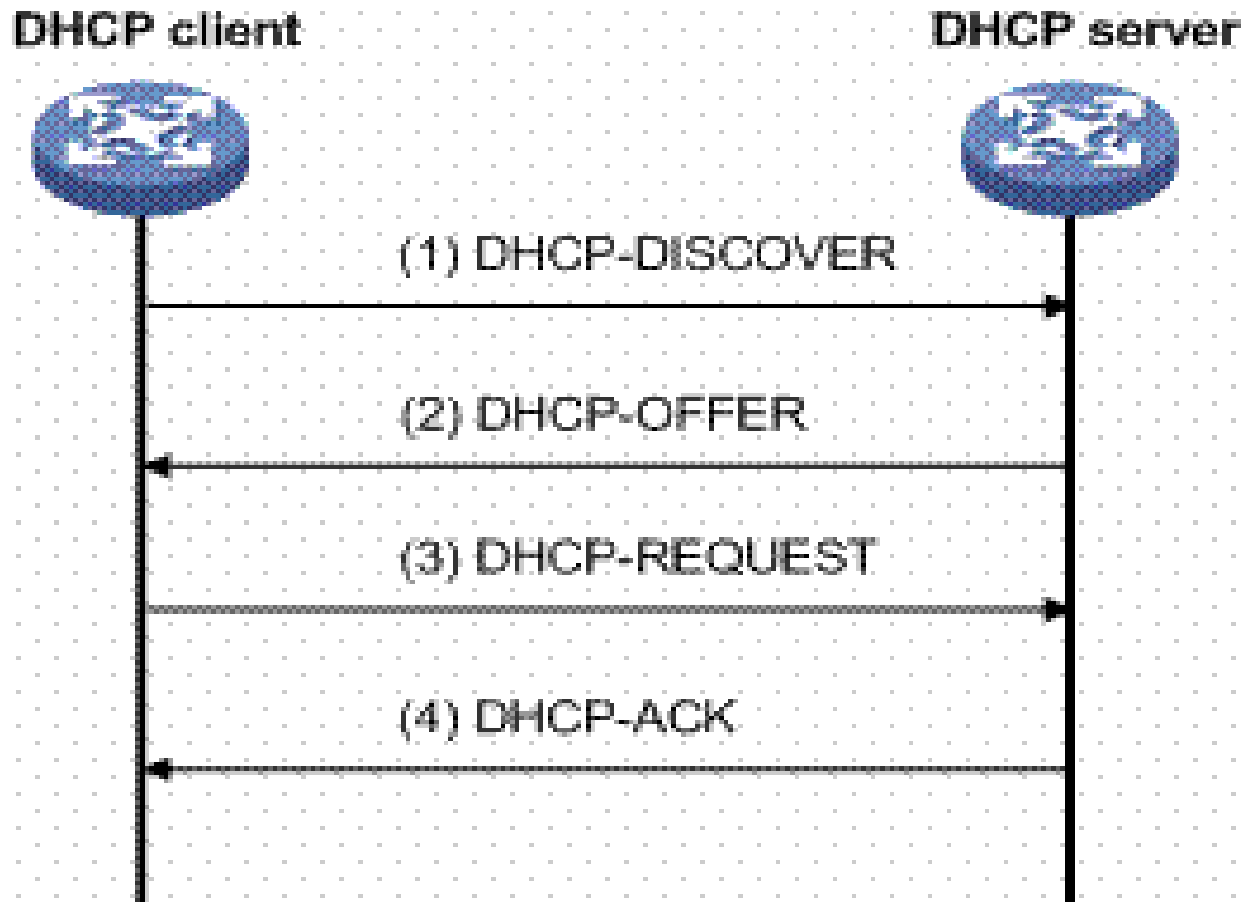 DHCP client
DHCP server
(1) DHCP-DISCOVER
(2) DHCP-OFFER
(3) DHCP-REQUEST
(4) DHCP-ACK